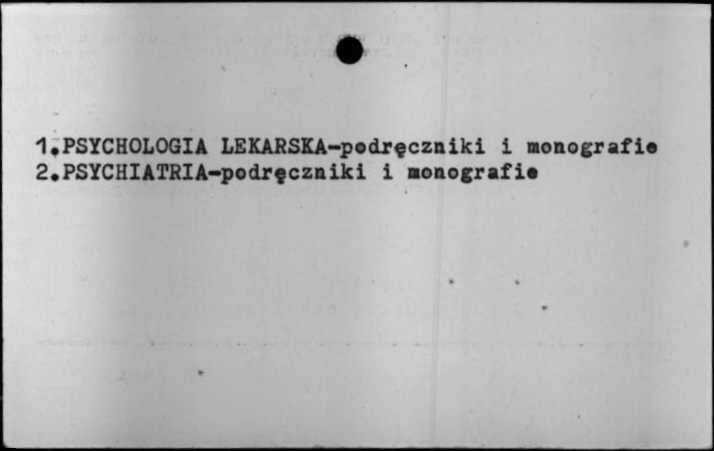 1.PSYCHOLOGIA LEKARSKA-podręczniki i monografie
2.PSYCHIATRIA-podręczniki i monografie